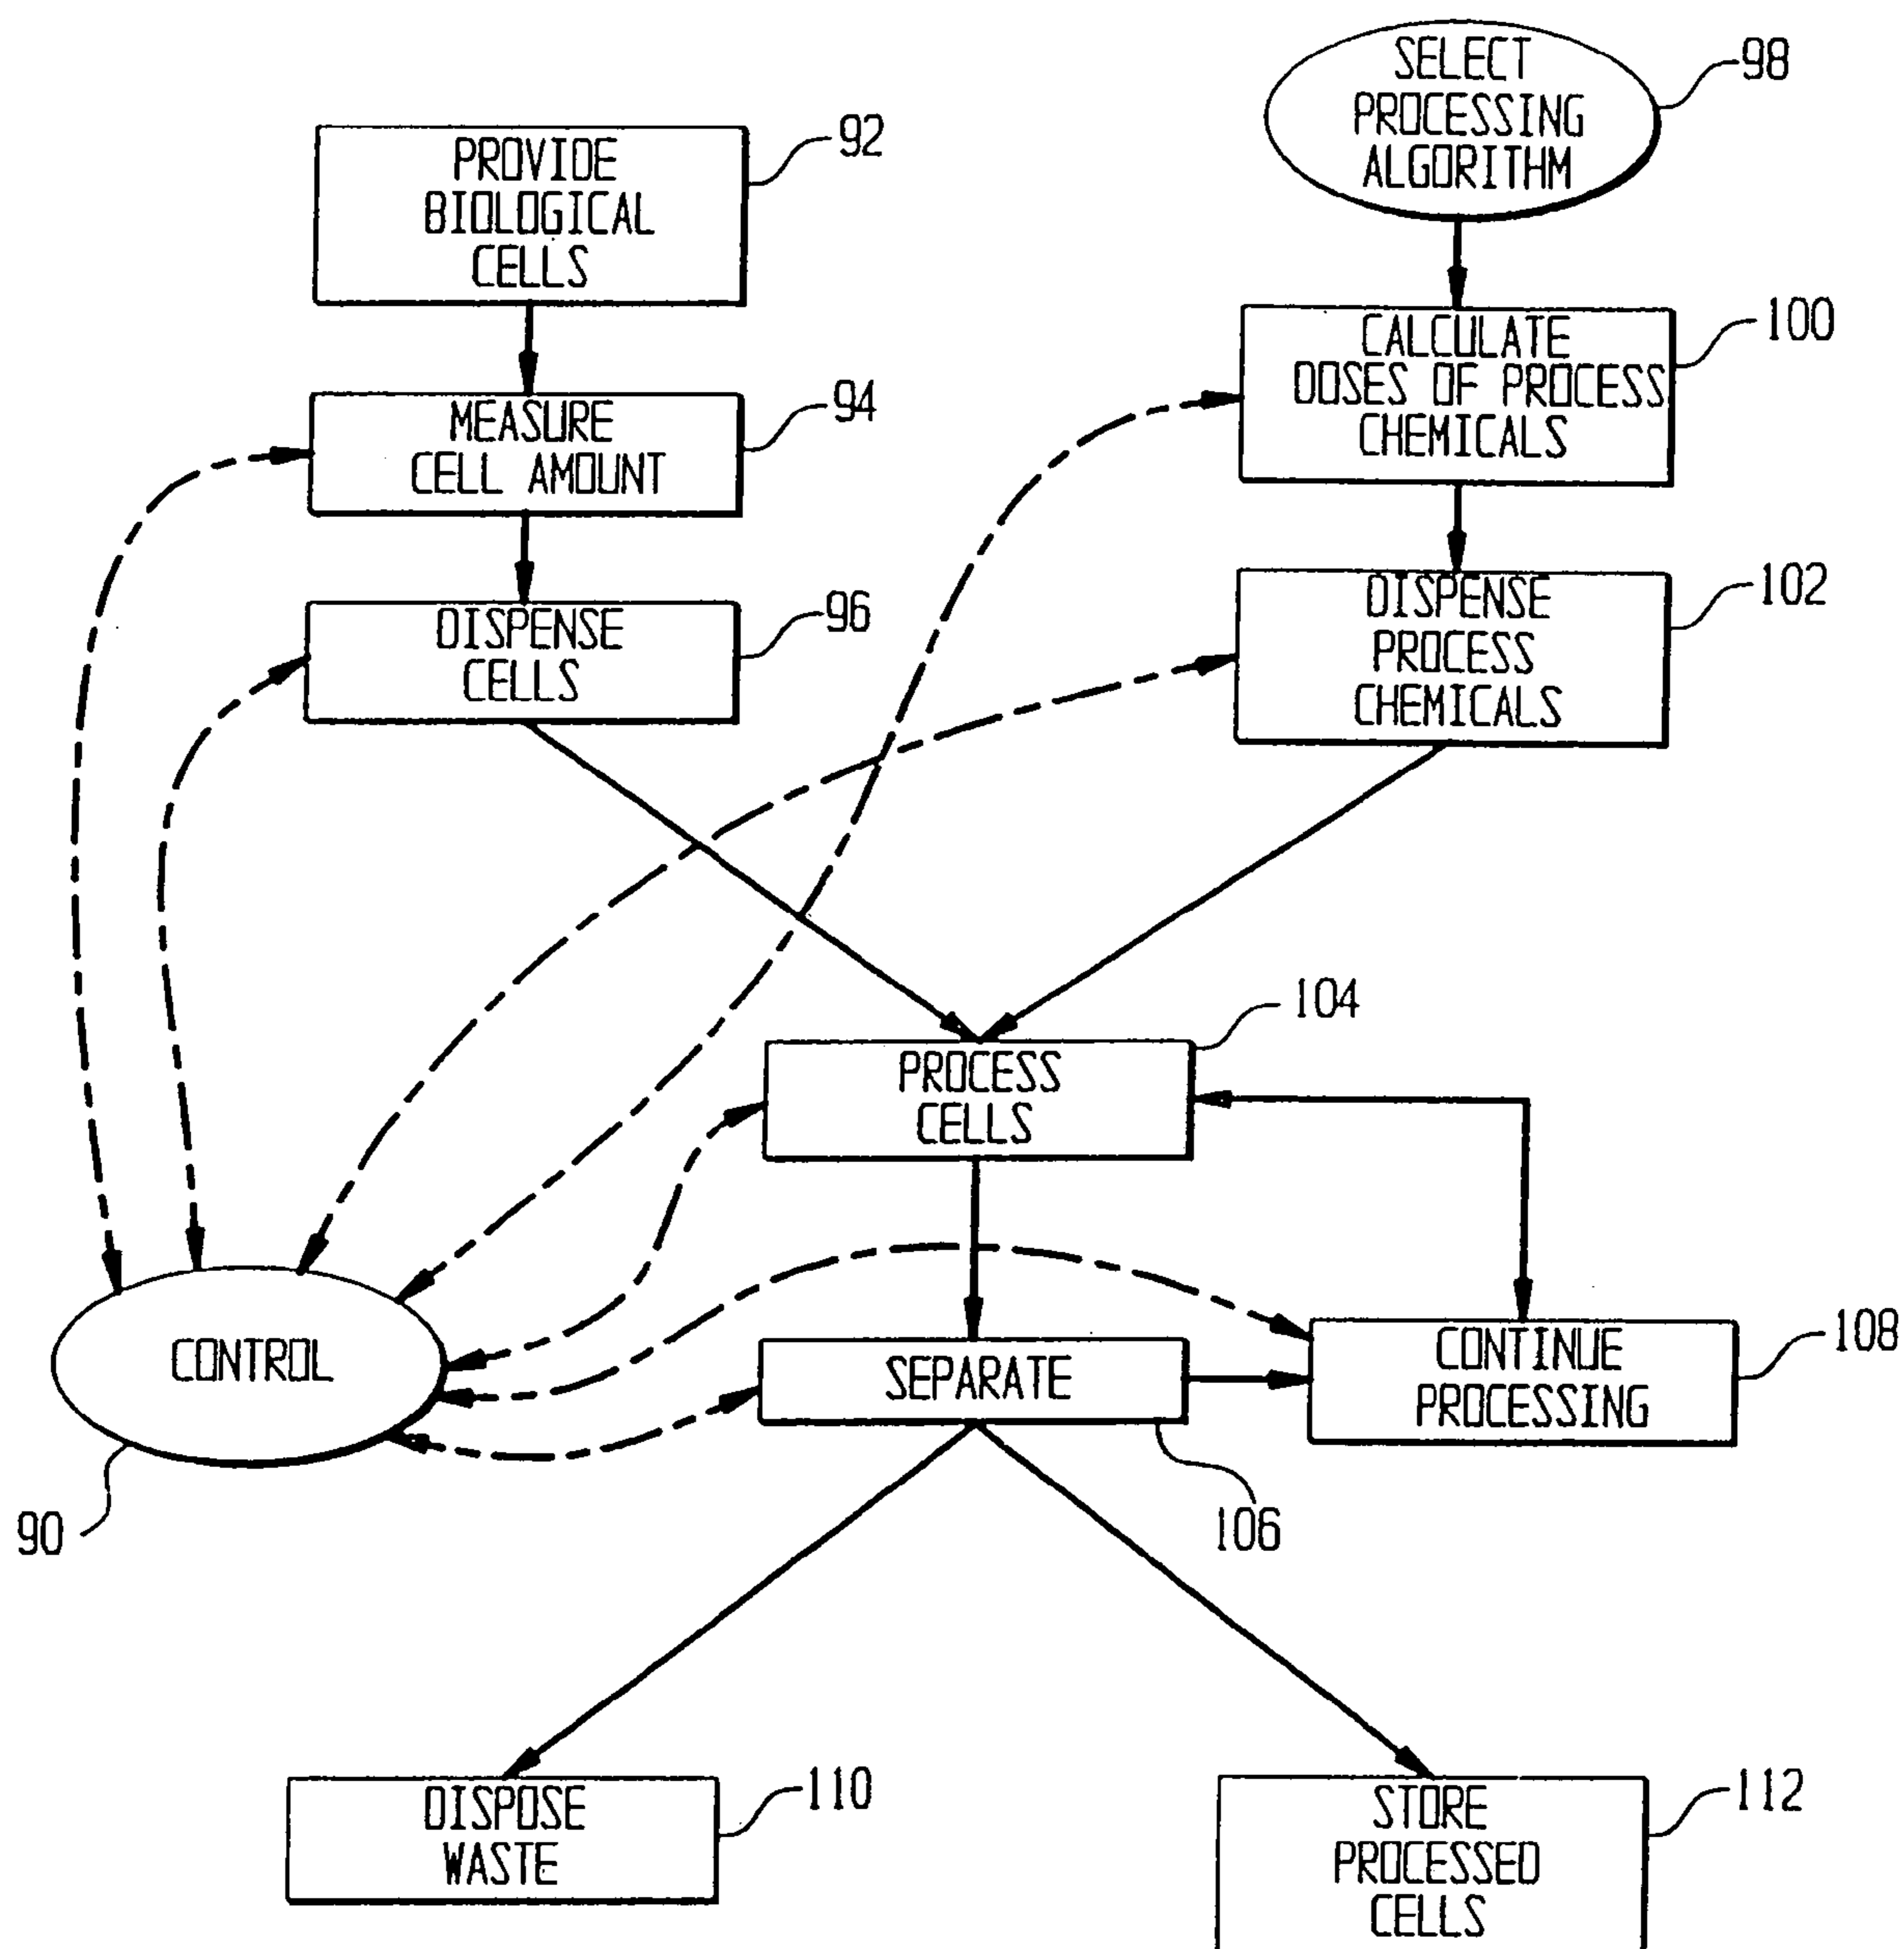 SELECT
PROCESSING
ALGORITHM
98
PROVIDE
BIOLOGICAL
CELLS
92
CALCULATE
DOSES OF PROCESS
CHEMICALS
100
MEASURE
CELL AMOUNT
94
DISPENSE
CELLS
96
DISPENSE
PROCESS
CHEMICALS
102
PROCESS
CELLS
104
CONTROL
90
SEPARATE
106
CONTINUE
PROCESSING
108
DISPOSE
WASTE
110
STORE
PROCESSED
CELLS
112